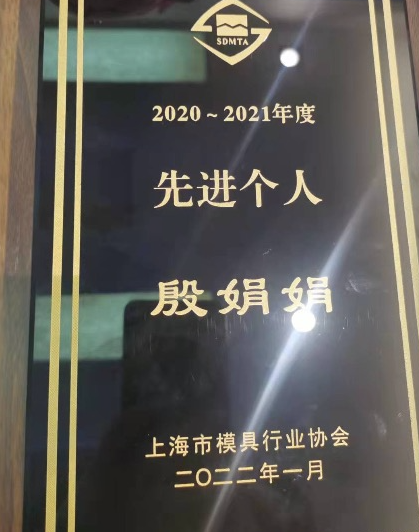 SDMTA
2020~2021年度
先进个人
殷娟娟
上海市模具行业协会
二〇二二年一月